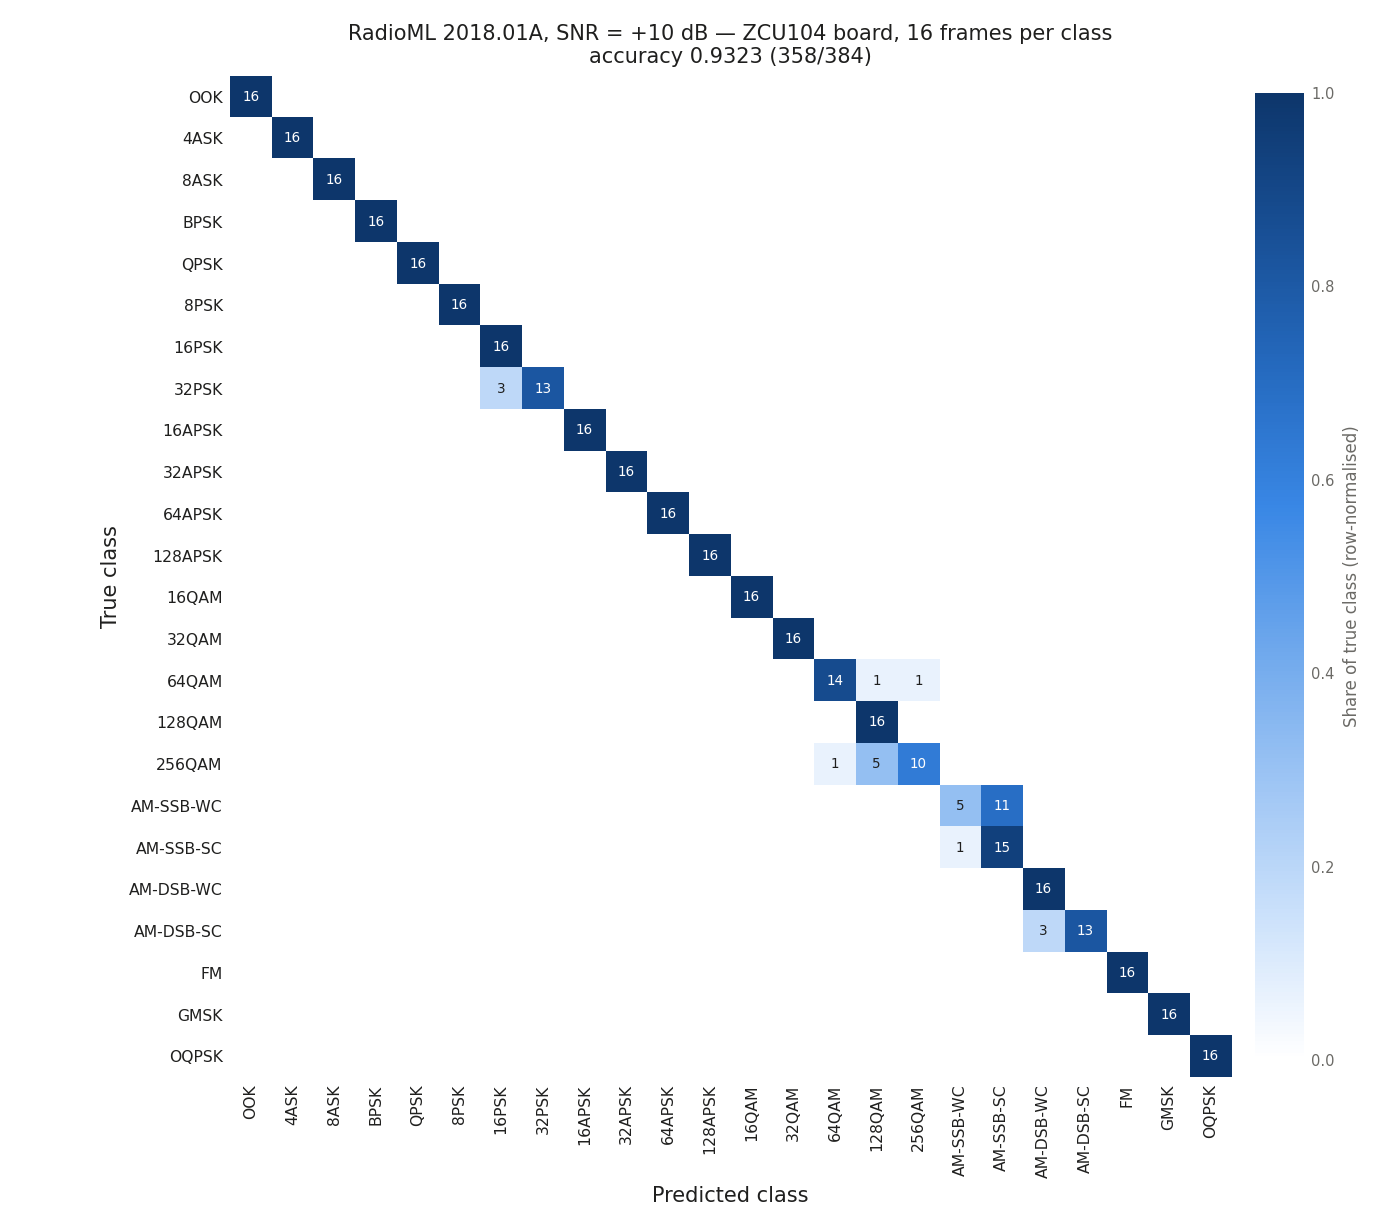 RadioML 2018.01A, SNR = +10 dB — ZCU104 board, 16 frames per class
accuracy 0.9323 (358/384)
True class
OOK 16
4ASK 16
8ASK 16
BPSK 16
QPSK 16
8PSK 16
16PSK 16
32PSK 3 13
16APSK 16
32APSK 16
64APSK 16
128APSK 16
16QAM 16
32QAM 16
64QAM 14 1 1
128QAM 16
256QAM 1 5 10
AM-SSB-WC 5 11
AM-SSB-SC 1 15
AM-DSB-WC 16
AM-DSB-SC 3 13
FM 16
GMSK 16
OQPSK 16
OOK
4ASK
8ASK
BPSK
QPSK
8PSK
16PSK
32PSK
16APSK
32APSK
64APSK
128APSK
16QAM
32QAM
64QAM
128QAM
256QAM
AM-SSB-WC
AM-SSB-SC
AM-DSB-WC
AM-DSB-SC
FM
GMSK
OQPSK
Predicted class
1.0
0.8
0.6
0.4
0.2
0.0
Share of true class (row-normalised)